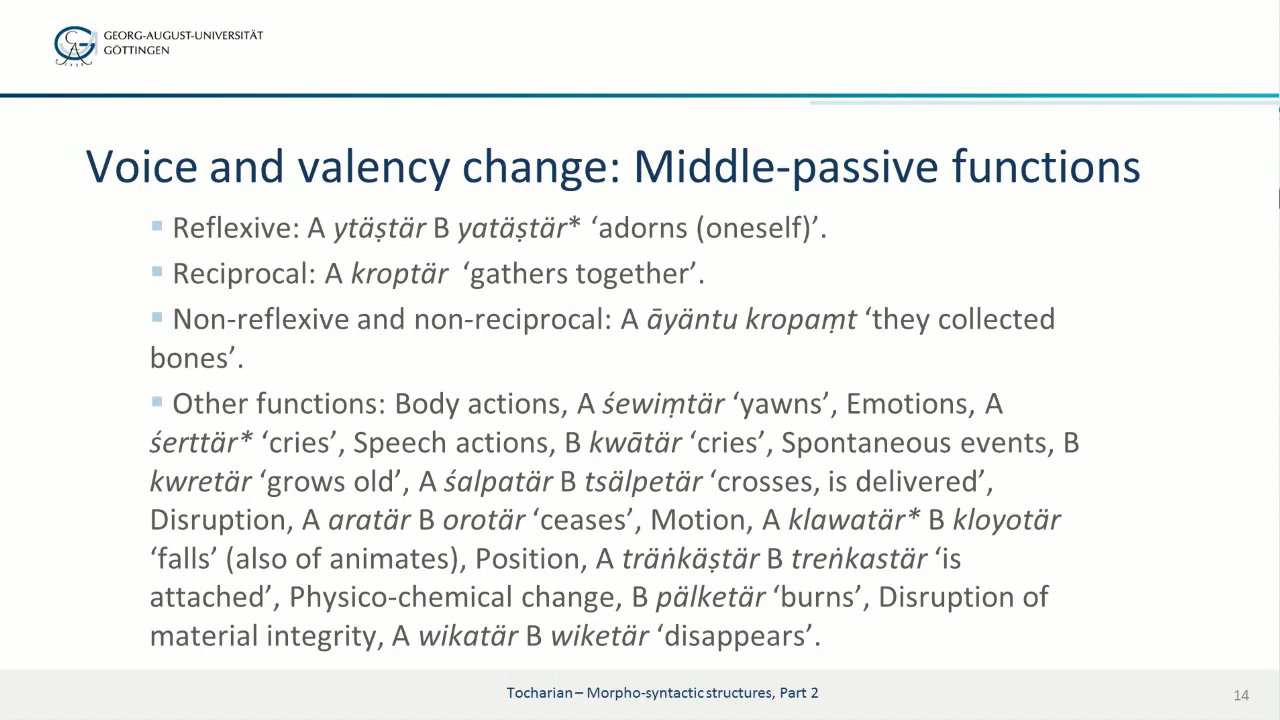 GEORG-AUGUST-UNIVERSITÄT
GÖTTINGEN
Voice and valency change: Middle-passive functions
Reflexive: A ytäṣtär B yatäṣtär* ‘adorns (oneself)’.
Reciprocal: A kroptär ‘gathers together’.
Non-reflexive and non-reciprocal: A āyäntu kropaṃt ‘they collected
bones’.
Other functions: Body actions, A śewiṃtär ‘yawns’, Emotions, A
śerttär* ‘cries’, Speech actions, B kwātär ‘cries’, Spontaneous events, B
kwretär ‘grows old’, A śalpatär B tsälpetär ‘crosses, is delivered’,
Disruption, A aratär B orotär ‘ceases’, Motion, A klawatär* B kloyotär
‘falls’ (also of animates), Position, A träṅkäṣtär B treṅkastär ‘is
attached’, Physico-chemical change, B pälketär ‘burns’, Disruption of
material integrity, A wikatär B wiketär ‘disappears’.
Tocharian – Morpho-syntactic structures, Part 2
14